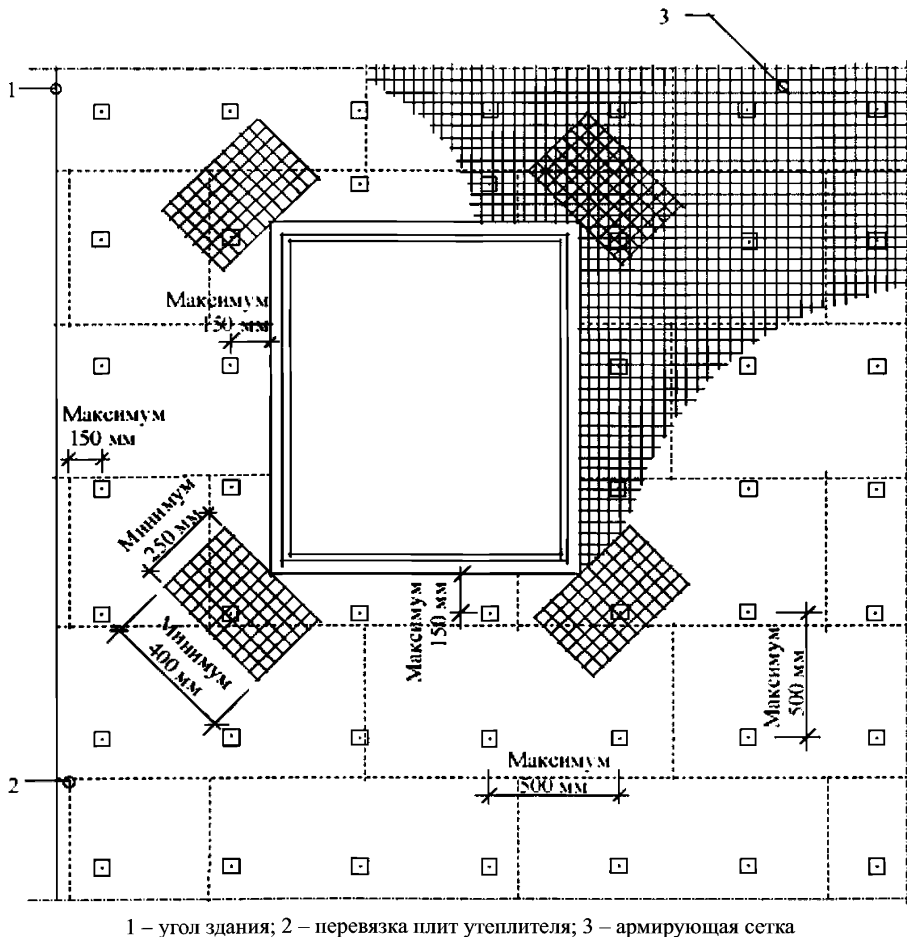 3
1
Максимум
150 мм
Максимум
150 мм
Минимум
250 мм
Минимум
400 мм
Максимум
150 мм
Максимум
500 мм
Максимум
500 мм
2
1 – угол здания; 2 – перевязка плит утеплителя; 3 – армирующая сетка